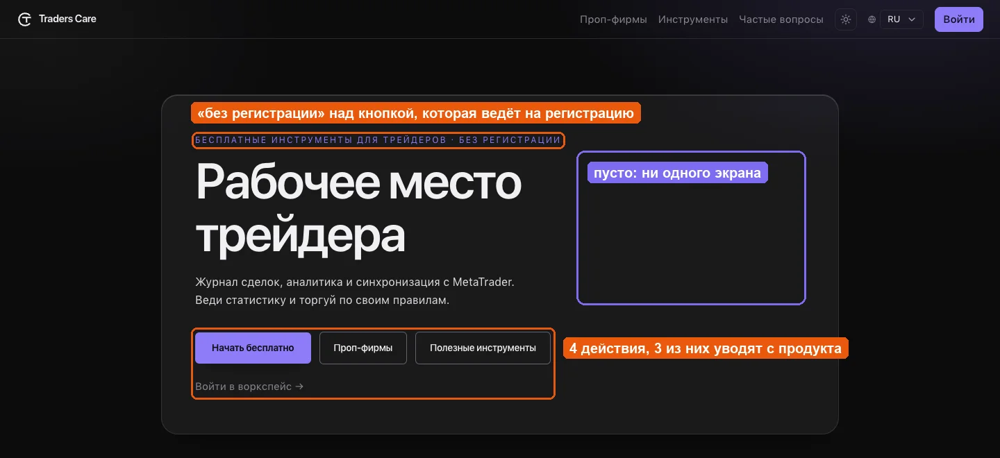 Traders Care
Проп-фирмы
Инструменты
Частые вопросы
RU
Войти
«без регистрации» над кнопкой, которая ведёт на регистрацию
БЕСПЛАТНЫЕ ИНСТРУМЕНТЫ ДЛЯ ТРЕЙДЕРОВ · БЕЗ РЕГИСТРАЦИИ
Рабочее место
трейдера
пусто: ни одного экрана
Журнал сделок, аналитика и синхронизация с MetaTrader.
Веди статистику и торгуй по своим правилам.
Начать бесплатно
Проп-фирмы
Полезные инструменты
4 действия, 3 из них уводят с продукта
Войти в воркспейс →